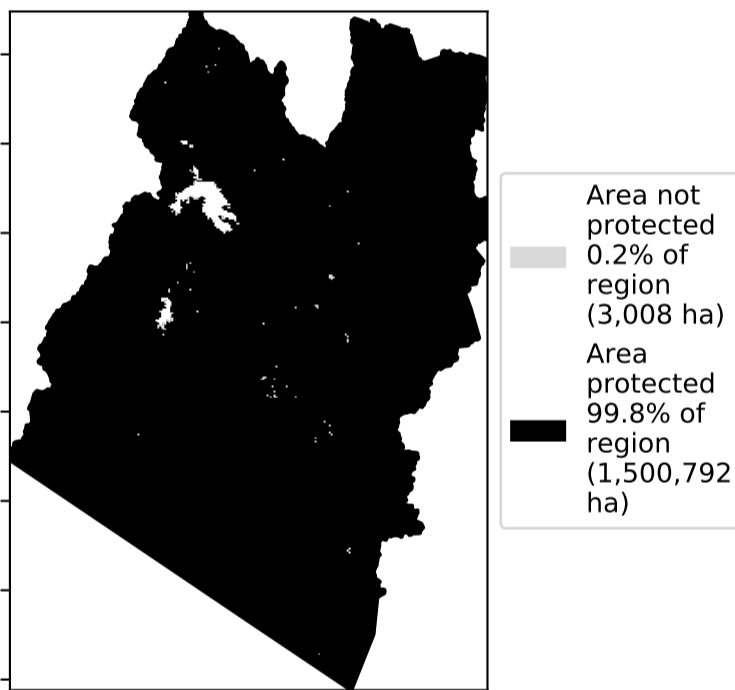 Area not
protected
0.2% of
region
(3,008 ha)
Area
protected
99.8% of
region
(1,500,792
ha)